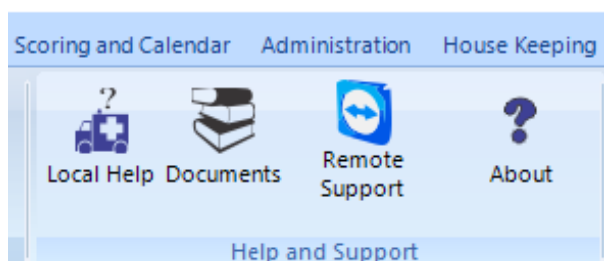 Scoring and Calendar Administration House Keeping
?
Local Help Documents Remote Support About
Help and Support